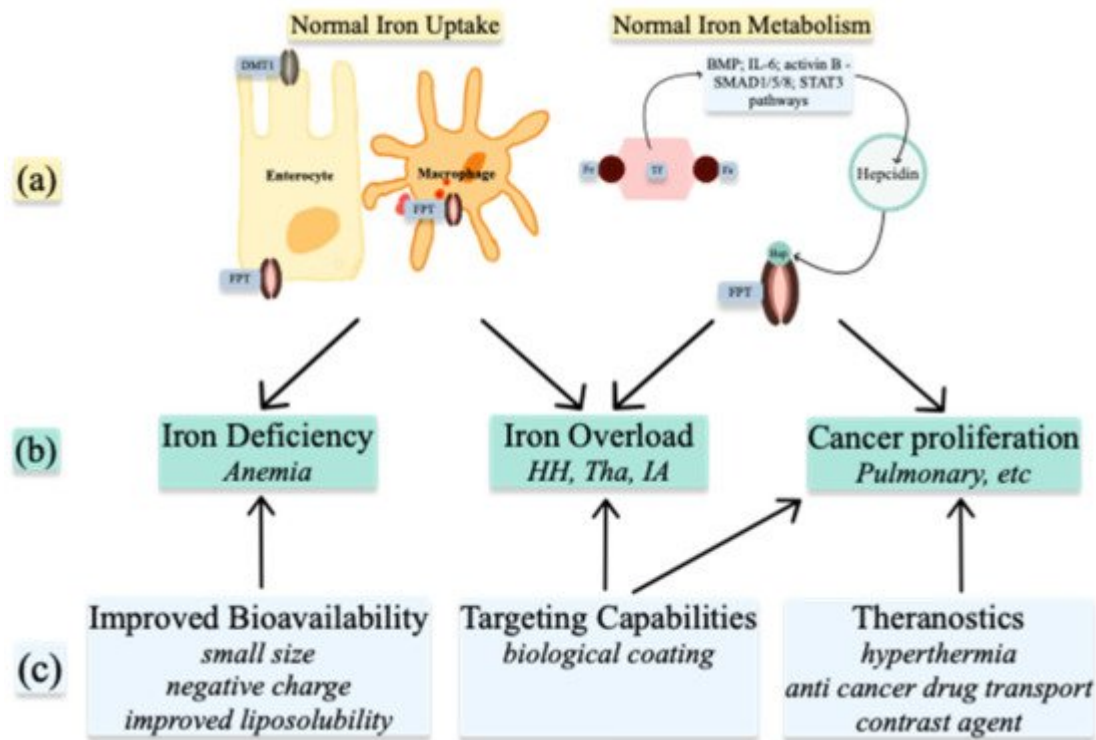 Normal Iron Uptake
Normal Iron Metabolism
DMT1
BMP; IL-6; activin B -
SMAD1/5/8; STAT3
pathways
(a)
Enterocyte
Macrophage
FPT
Fe
Tf
Fe
Hepcidin
Hep
FPT
FPT
(b)
Iron Deficiency
Anemia
Iron Overload
HH, Tha, IA
Cancer proliferation
Pulmonary, etc
(c)
Improved Bioavailability
small size
negative charge
improved liposolubility
Targeting Capabilities
biological coating
Theranostics
hyperthermia
anti cancer drug transport
contrast agent